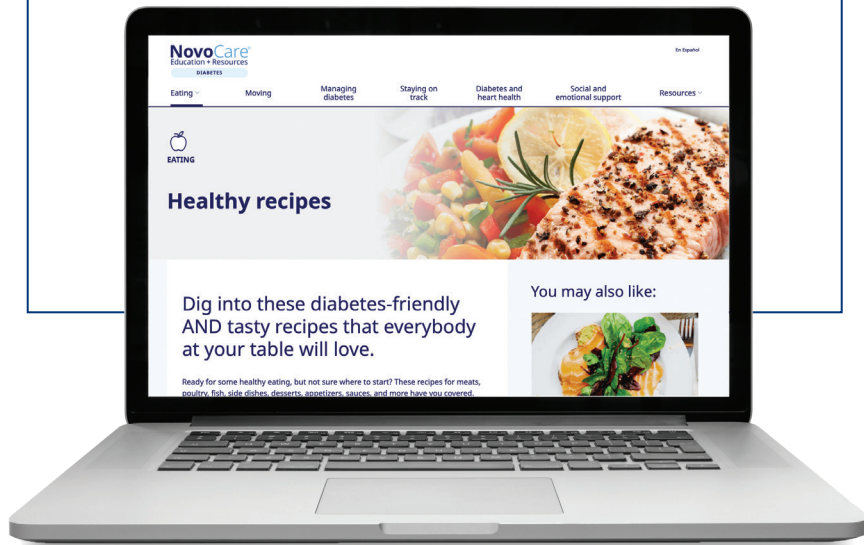 NovoCare®
Education + Resources
DIABETES
En Español
Eating
Moving
Managing
diabetes
Staying on
track
Diabetes and
heart health
Social and
emotional support
Resources
EATING
Healthy recipes
Dig into these diabetes-friendly
AND tasty recipes that everybody
at your table will love.
Ready for some healthy eating, but not sure where to start? These recipes for meats,
poultry, fish, side dishes, desserts, appetizers, sauces, and more have you covered.
You may also like: